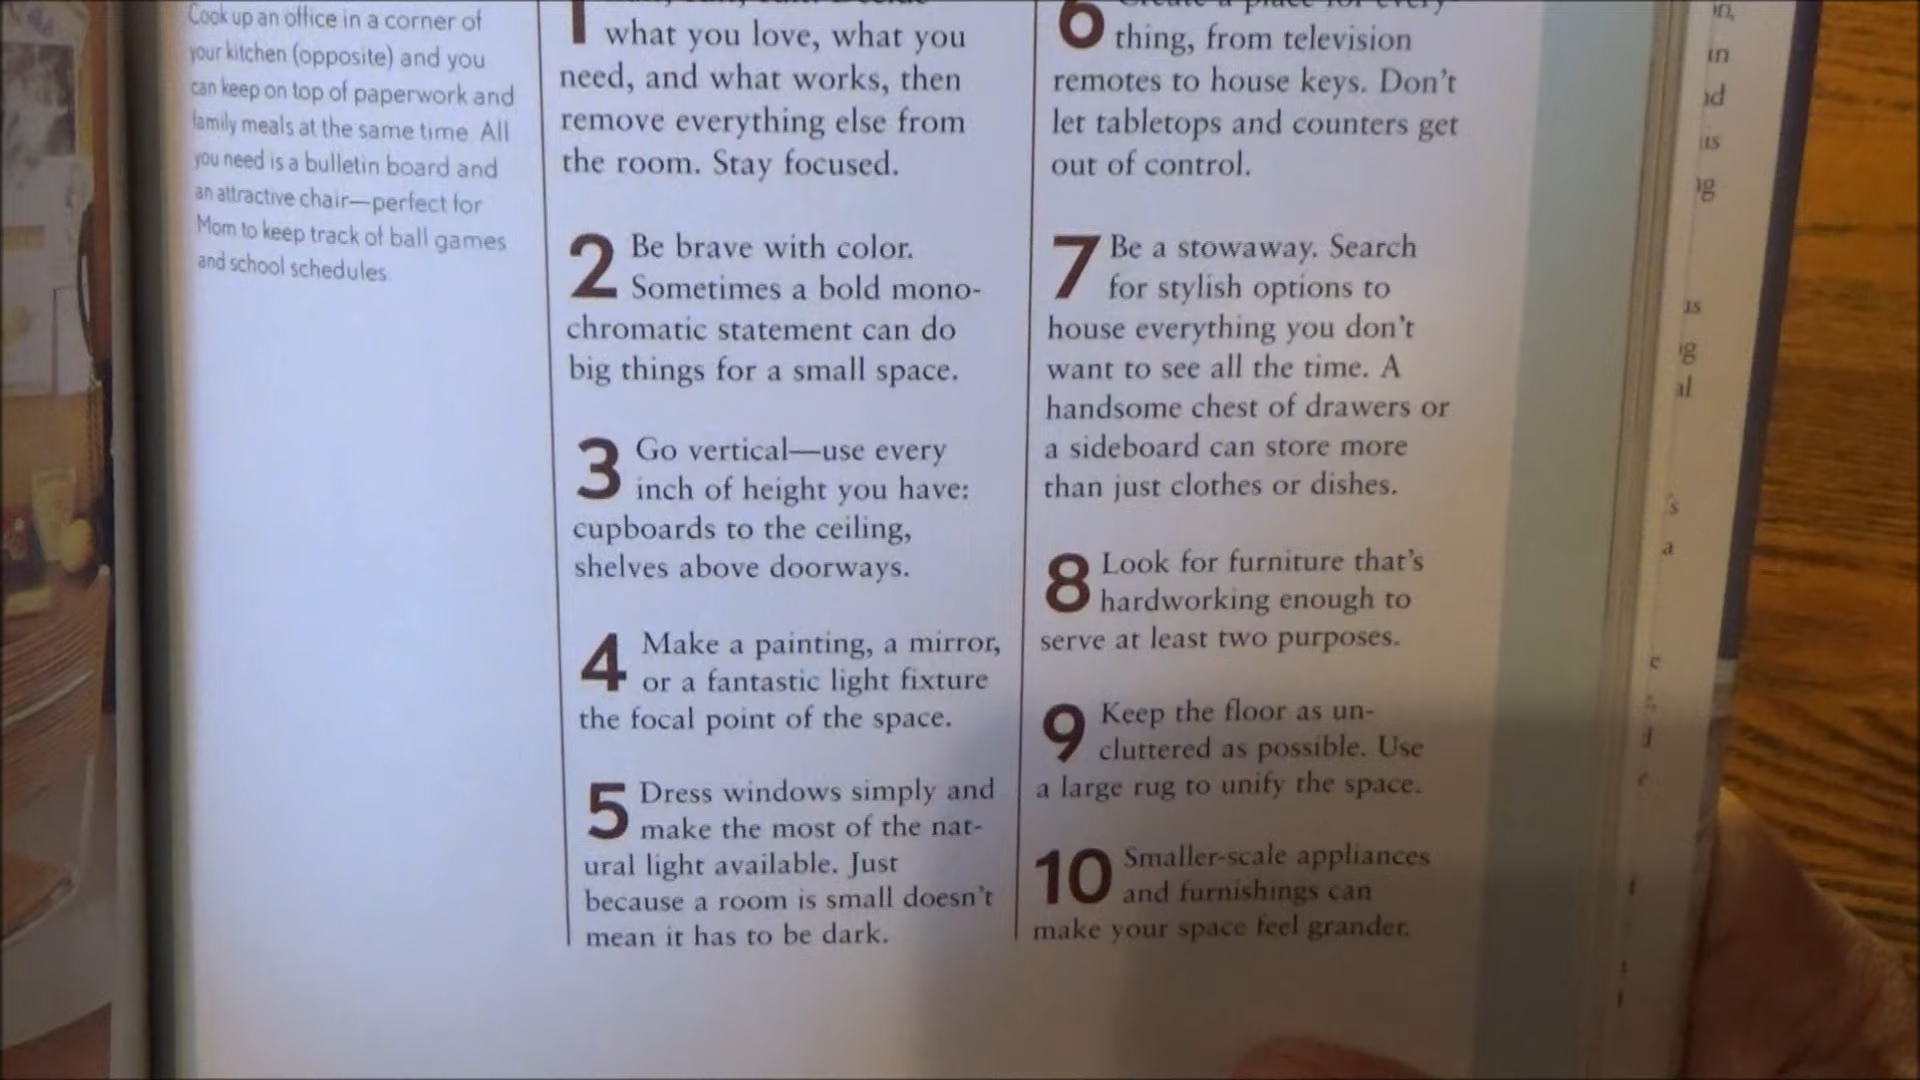 Cook up an office in a corner of
your kitchen (opposite) and you
can keep on top of paperwork and
family meals at the same time. All
you need is a bulletin board and
an attractive chair—perfect for
Mom to keep track of ball games
and school schedules.
1
what you love, what you
need, and what works, then
remove everything else from
the room. Stay focused.
2 Be brave with color.
Sometimes a bold mono-
chromatic statement can do
big things for a small space.
3 Go vertical—use every
inch of height you have:
cupboards to the ceiling,
shelves above doorways.
4 Make a painting, a mirror,
or a fantastic light fixture
the focal point of the space.
5 Dress windows simply and
make the most of the nat-
ural light available. Just
because a room is small doesn't
mean it has to be dark.
6 Create a place for every-
thing, from television
remotes to house keys. Don't
let tabletops and counters get
out of control.
7 Be a stowaway. Search
for stylish options to
house everything you don't
want to see all the time. A
handsome chest of drawers or
a sideboard can store more
than just clothes or dishes.
8 Look for furniture that's
hardworking enough to
serve at least two purposes.
9 Keep the floor as un-
cluttered as possible. Use
a large rug to unify the space.
10 Smaller-scale appliances
and furnishings can
make your space feel grander.